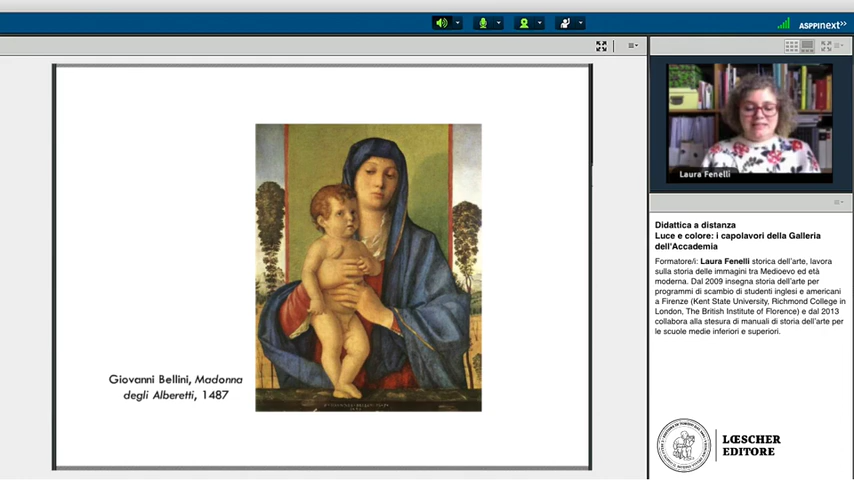 ASPPInext>>
Laura Fenelli
Giovanni Bellini, Madonna
degli Alberetti, 1487
Didattica a distanza
Luce e colore: i capolavori della Galleria
dell'Accademia
Formatore/i: Laura Fenelli storica dell'arte, lavora
sulla storia delle immagini tra Medioevo ed età
moderna. Dal 2009 insegna storia dell'arte per
programmi di scambio di studenti inglesi e americani
a Firenze (Kent State University, Richmond College in
London, The British Institute of Florence) e dal 2013
collabora alla stesura di manuali di storia dell'arte per
le scuole medie inferiori e superiori.
LŒSCHER
EDITORE